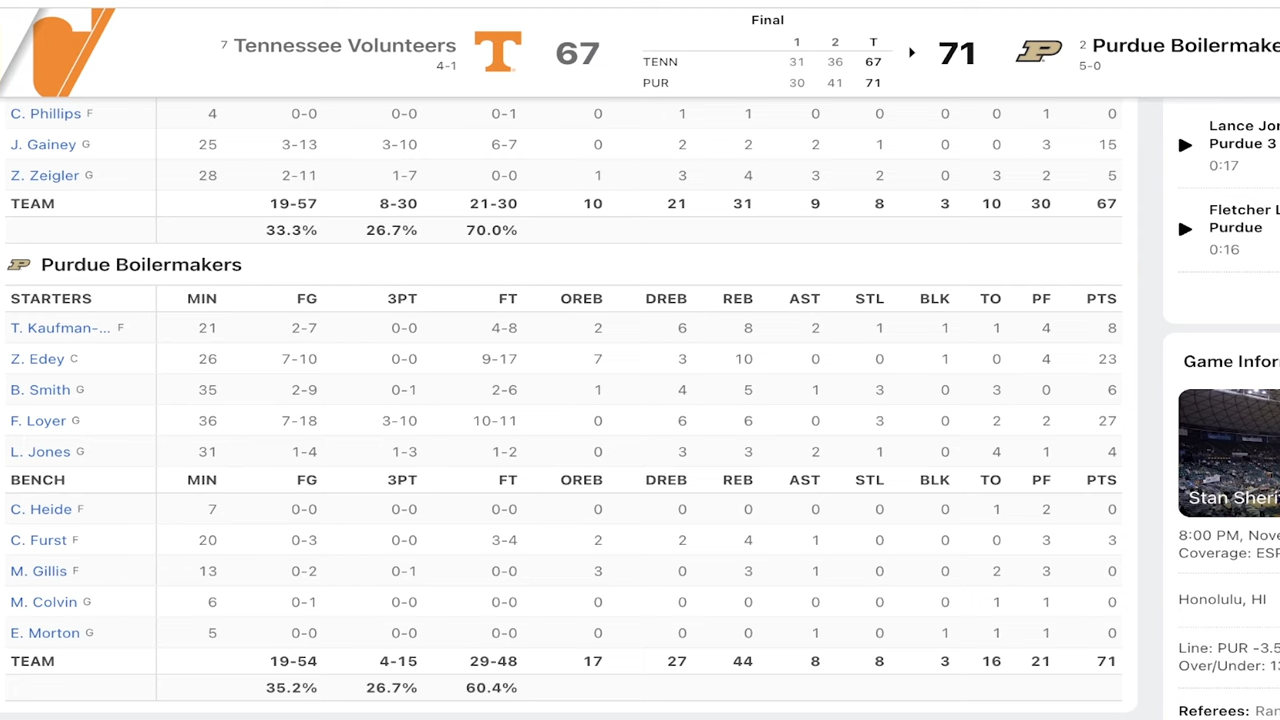 Final
7 Tennessee Volunteers
4-1
T
67
1 2 T
TENN 31 36 67
PUR 30 41 71
71
P
2 Purdue Boilermake
5-0
C. Phillips F 4 0-0 0-0 0-1 0 1 1 0 0 0 0 1 0
J. Gainey G 25 3-13 3-10 6-7 0 2 2 2 1 0 0 3 15
Z. Zeigler G 28 2-11 1-7 0-0 1 3 4 3 2 0 3 2 5
TEAM 19-57 8-30 21-30 10 21 31 9 8 3 10 30 67
33.3% 26.7% 70.0%
P Purdue Boilermakers
STARTERS MIN FG 3PT FT OREB DREB REB AST STL BLK TO PF PTS
T. Kaufman-... F 21 2-7 0-0 4-8 2 6 8 2 1 1 1 4 8
Z. Edey C 26 7-10 0-0 9-17 7 3 10 0 0 1 0 4 23
B. Smith G 35 2-9 0-1 2-6 1 4 5 1 3 0 3 0 6
F. Loyer G 36 7-18 3-10 10-11 0 6 6 0 3 0 2 2 27
L. Jones G 31 1-4 1-3 1-2 0 3 3 2 1 0 4 1 4
BENCH MIN FG 3PT FT OREB DREB REB AST STL BLK TO PF PTS
C. Heide F 7 0-0 0-0 0-0 0 0 0 0 0 0 1 2 0
C. Furst F 20 0-3 0-0 3-4 2 2 4 1 0 0 0 3 3
M. Gillis F 13 0-2 0-1 0-0 3 0 3 1 0 0 2 3 0
M. Colvin G 6 0-1 0-0 0-0 0 0 0 0 0 0 1 1 0
E. Morton G 5 0-0 0-0 0-0 0 0 0 1 0 1 1 1 0
TEAM 19-54 4-15 29-48 17 27 44 8 8 3 16 21 71
35.2% 26.7% 60.4%
Lance Jor
Purdue 3
0:17
Fletcher L
Purdue
0:16
Game Infor
Stan Sheri
8:00 PM, Nove
Coverage: ESP
Honolulu, HI
Line: PUR -3.5
Over/Under: 13
Referees: Ran